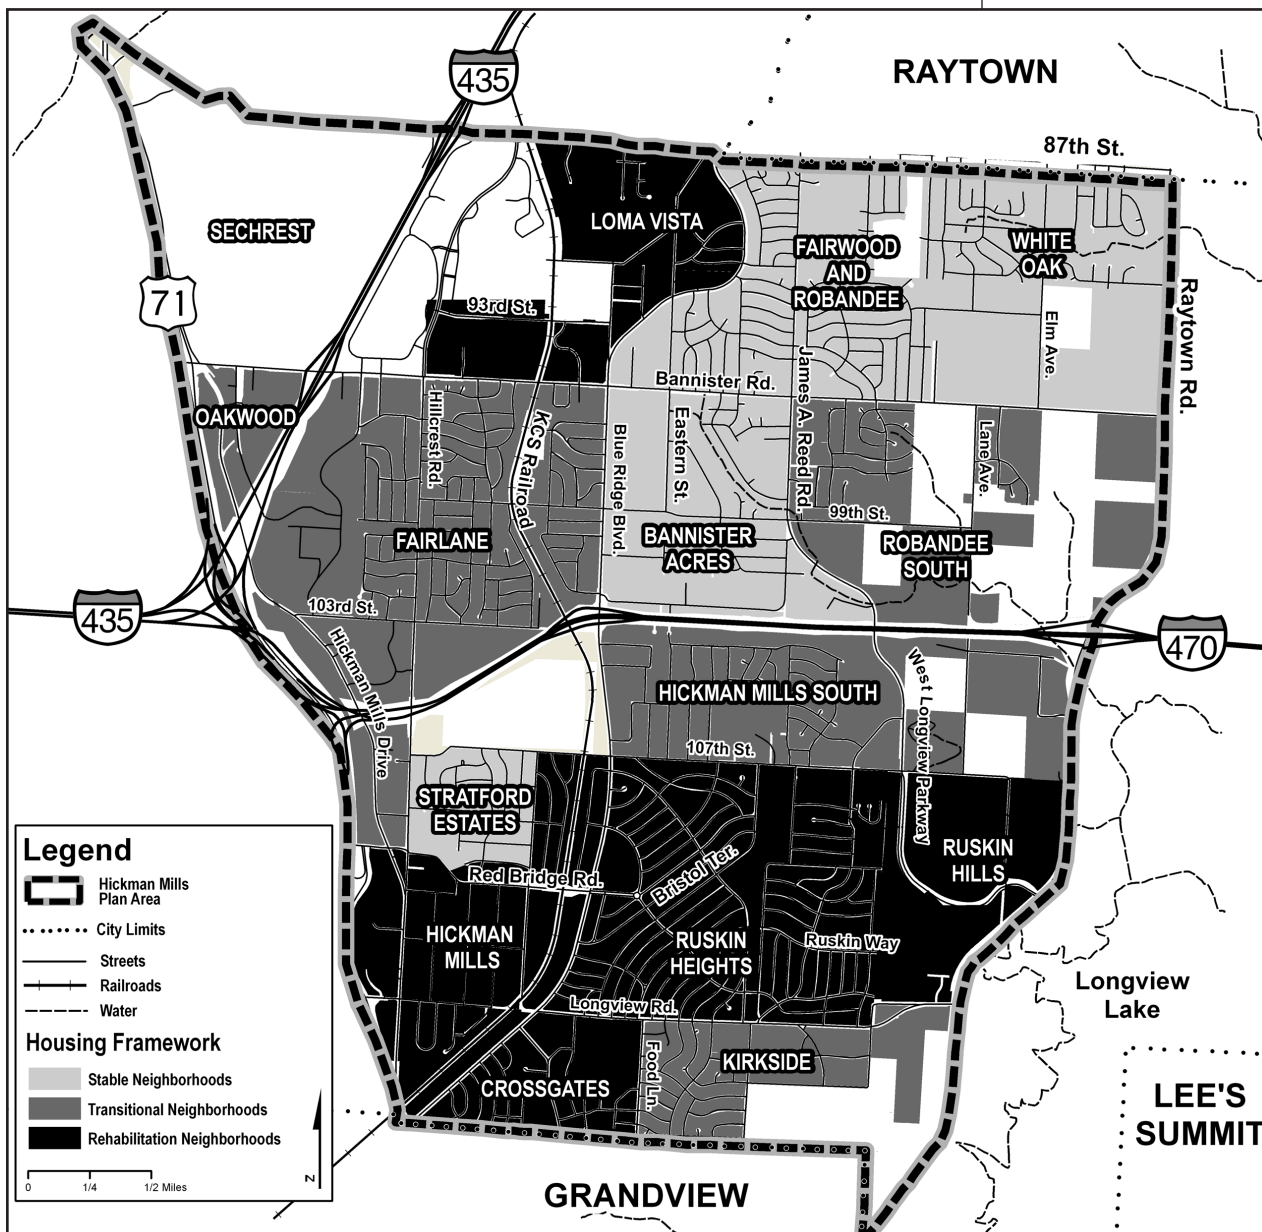 435
RAYTOWN
87th St.
SECHREST
LOMA VISTA
FAIRWOOD
AND
ROBANDEE
WHITE
OAK
71
93rd St.
Raytown Rd.
Elm Ave.
Bannister Rd.
James A. Reed Rd.
OAKWOOD
Hillcrest Rd.
KCS Railroad
Blue Ridge Blvd.
Eastern St.
Lane Ave.
99th St.
FAIRLANE
BANNISTER
ACRES
ROBANDEE
SOUTH
435
103rd St.
470
Hickman Mills Drive
HICKMAN MILLS SOUTH
West Longview Parkway
107th St.
STRATFORD
ESTATES
RUSKIN
HILLS
Red Bridge Rd.
Bristol Ter.
HICKMAN
MILLS
RUSKIN
HEIGHTS
Ruskin Way
Longview
Lake
Longview Rd.
Food Ln.
KIRKSIDE
CROSSGATES
LEE'S
SUMMIT
GRANDVIEW
Legend
Hickman Mills
Plan Area
City Limits
Streets
Railroads
Water
Housing Framework
Stable Neighborhoods
Transitional Neighborhoods
Rehabilitation Neighborhoods
0 1/4 1/2 Miles
N